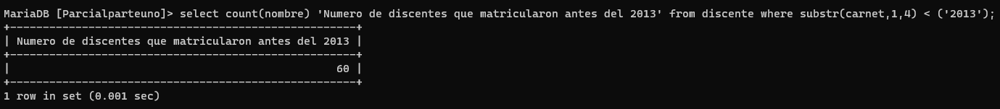 MariaDB [Parcialparteuno]> select count(nombre) 'Numero de discentes que matricularon antes del 2013' from discente where substr(carnet,1,4) < ('2013');
+-----------------------------------------------------+
| Numero de discentes que matricularon antes del 2013 |
+-----------------------------------------------------+
|                                                  60 |
+-----------------------------------------------------+
1 row in set (0.001 sec)